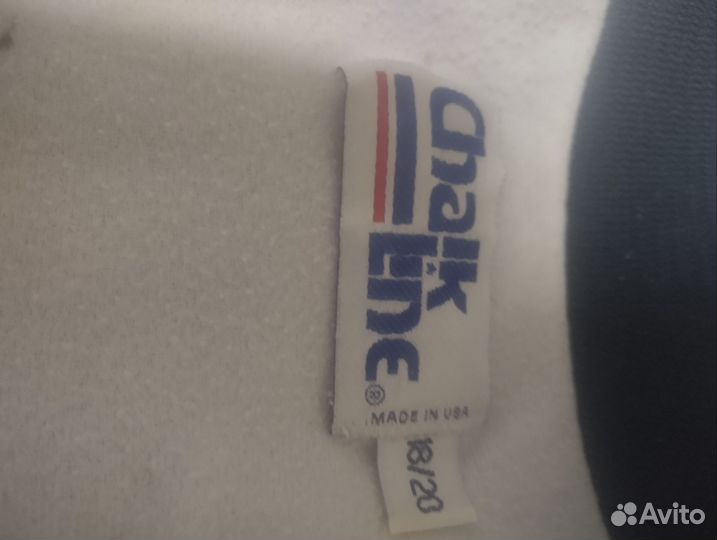 Chalk
Line®
MADE IN USA
18/20
Avito